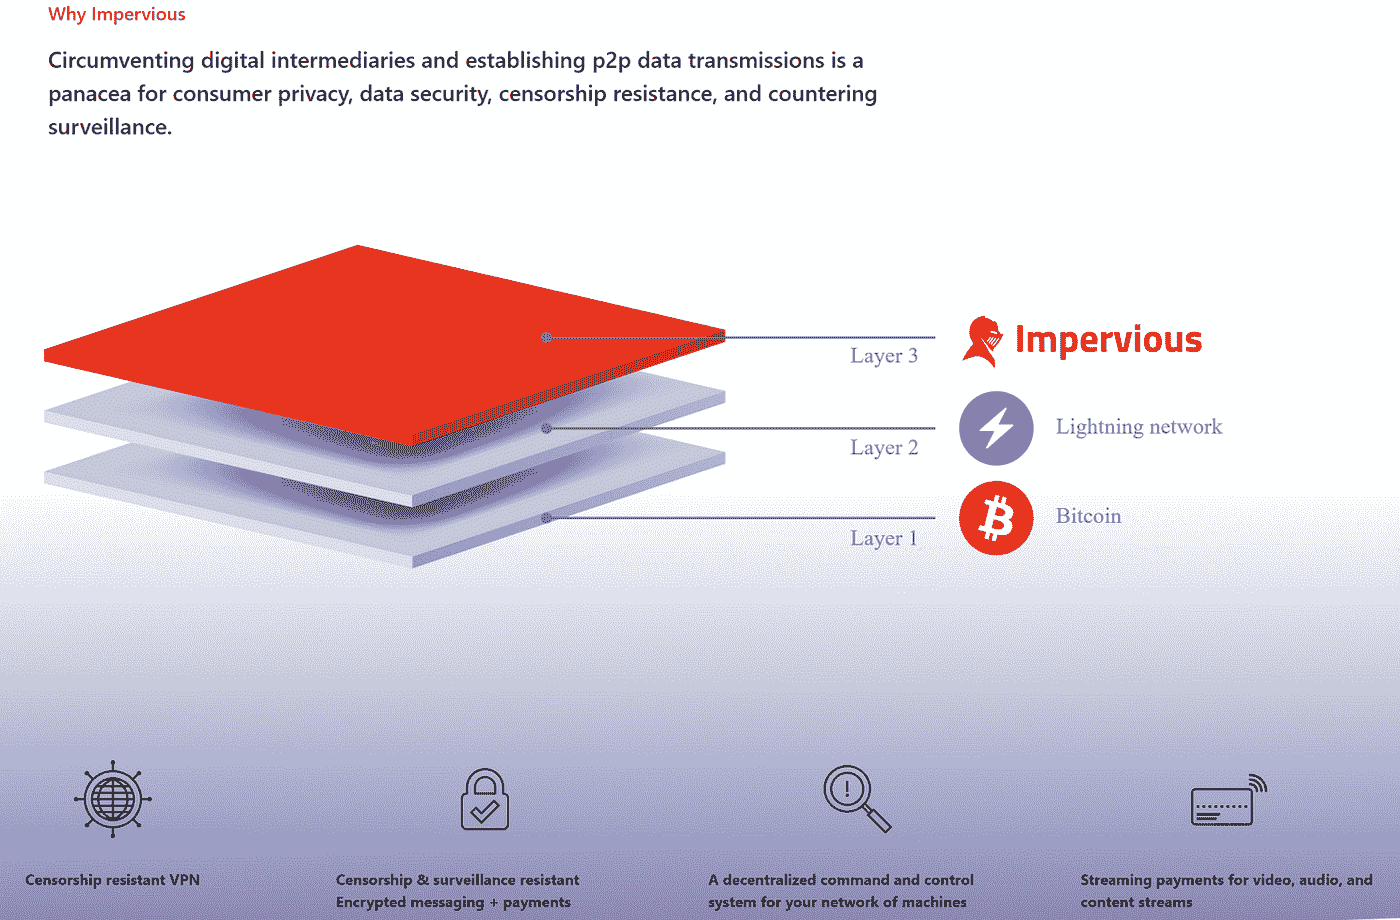 Why Impervious
Circumventing digital intermediaries and establishing p2p data transmissions is a
panacea for consumer privacy, data security, censorship resistance, and countering
surveillance.
Impervious
Layer 3
Lightning network
Layer 2
Bitcoin
Layer 1
Censorship resistant VPN
Censorship & surveillance resistant
Encrypted messaging + payments
A decentralized command and control
system for your network of machines
Streaming payments for video, audio, and
content streams